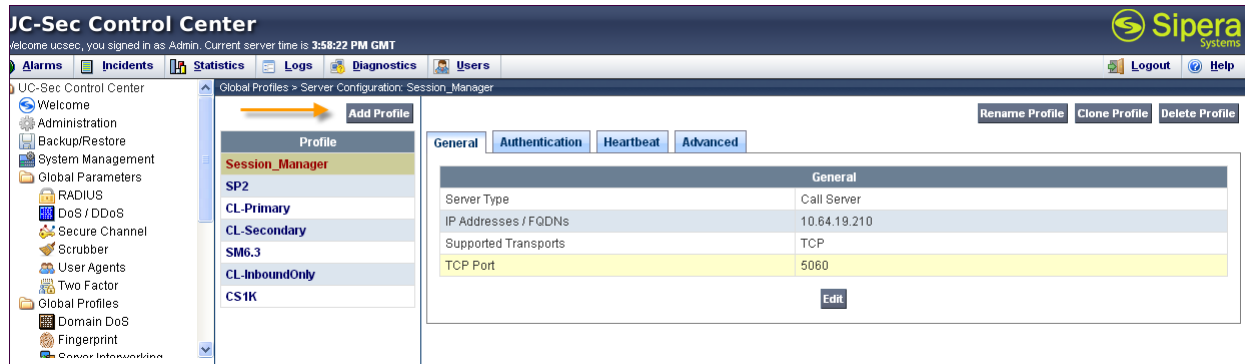 UC-Sec Control Center
Welcome ucsec, you signed in as Admin. Current server time is 3:58:22 PM GMT
Sipera
Systems
Alarms Incidents Statistics Logs Diagnostics Users Logout Help
UC-Sec Control Center
Welcome
Administration
Backup/Restore
System Management
Global Parameters
RADIUS
DoS / DDoS
Secure Channel
Scrubber
User Agents
Two Factor
Global Profiles
Domain DoS
Fingerprint
Server Interworking
Global Profiles > Server Configuration: Session_Manager
Add Profile
Rename Profile Clone Profile Delete Profile
Profile
Session_Manager
SP2
CL-Primary
CL-Secondary
SM6.3
CL-InboundOnly
CS1K
General Authentication Heartbeat Advanced
General
Server Type Call Server
IP Addresses / FQDNs 10.64.19.210
Supported Transports TCP
TCP Port 5060
Edit